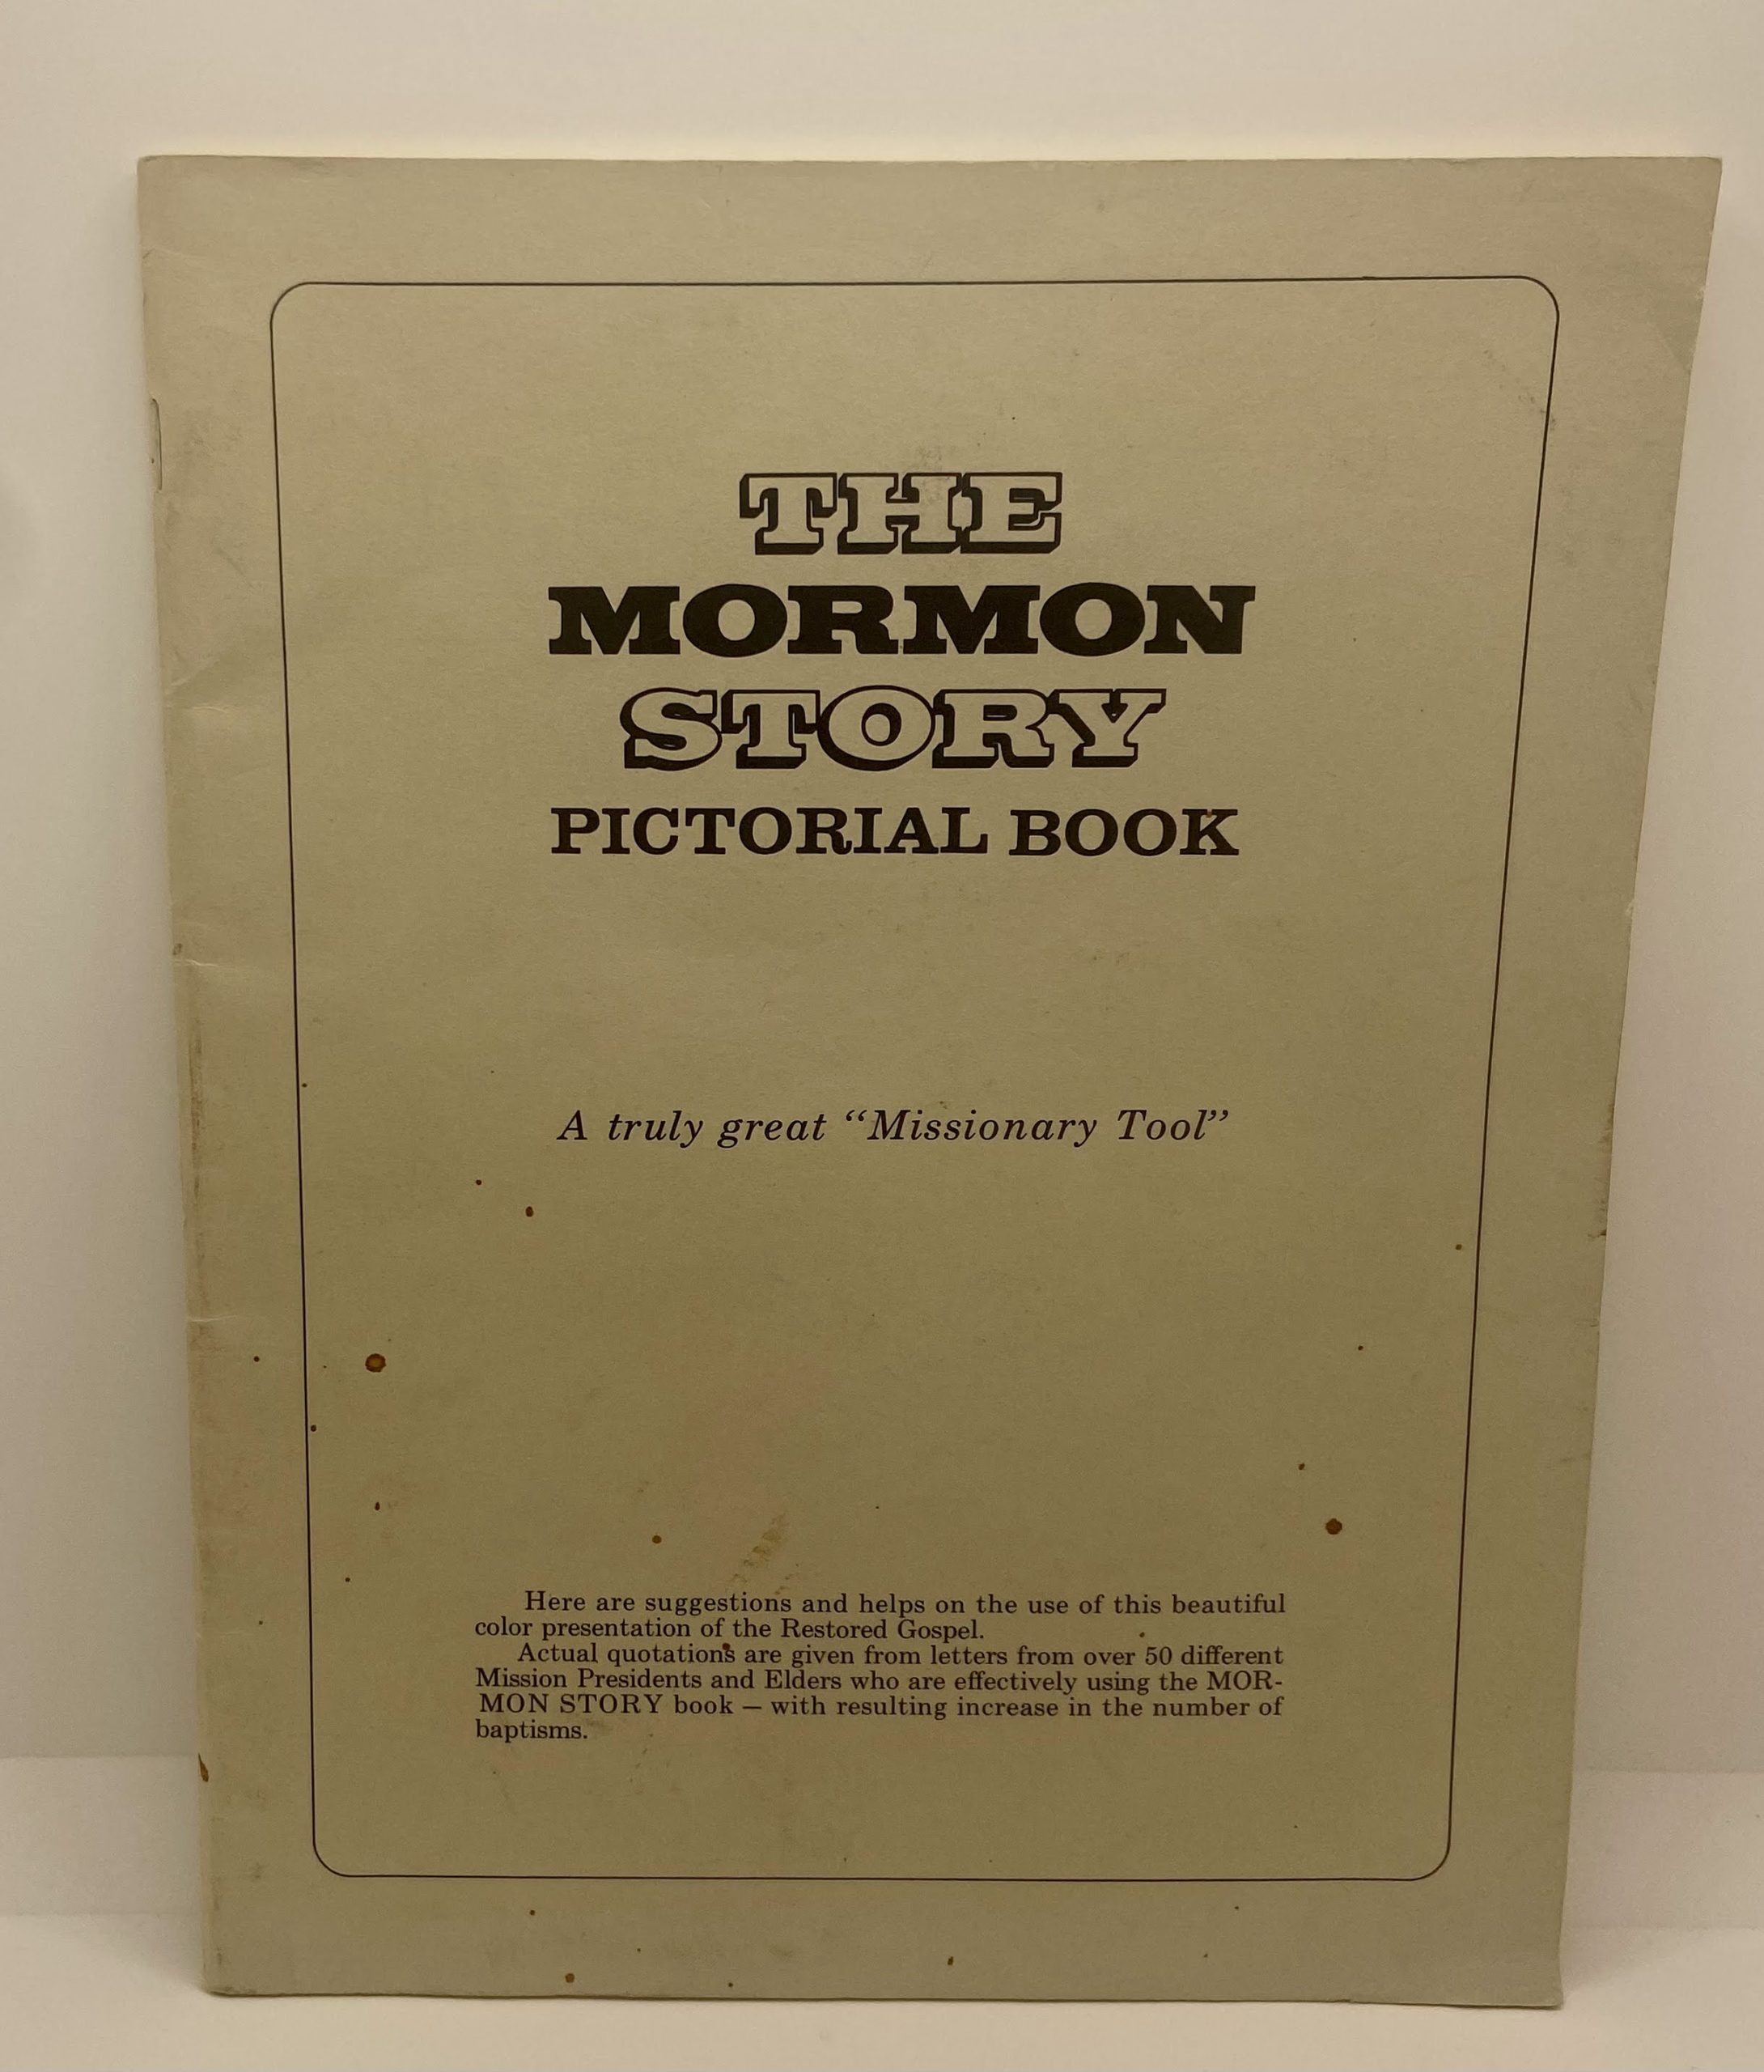 THE
MORMON
STORY
PICTORIAL BOOK
A truly great “Missionary Tool”
Here are suggestions and helps on the use of this beautiful
color presentation of the Restored Gospel.
Actual quotations are given from letters from over 50 different
Mission Presidents and Elders who are effectively using the MOR-
MON STORY book — with resulting increase in the number of
baptisms.